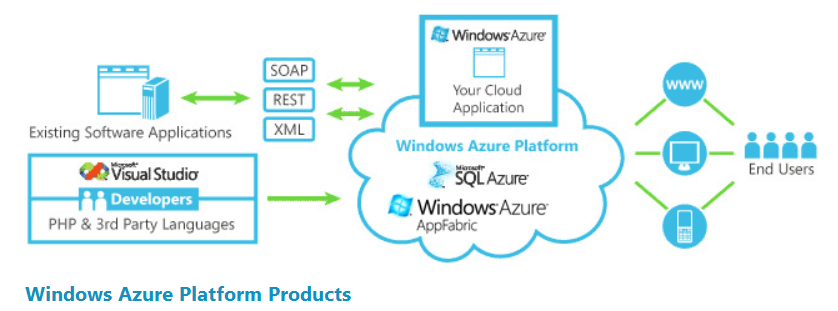 Windows Azure
Your Cloud
Application
SOAP
REST
XML
Existing Software Applications
Microsoft
Visual Studio
Developers
PHP & 3rd Party Languages
Windows Azure Platform
Microsoft
SQL Azure
Windows Azure
AppFabric
www
End Users
Windows Azure Platform Products